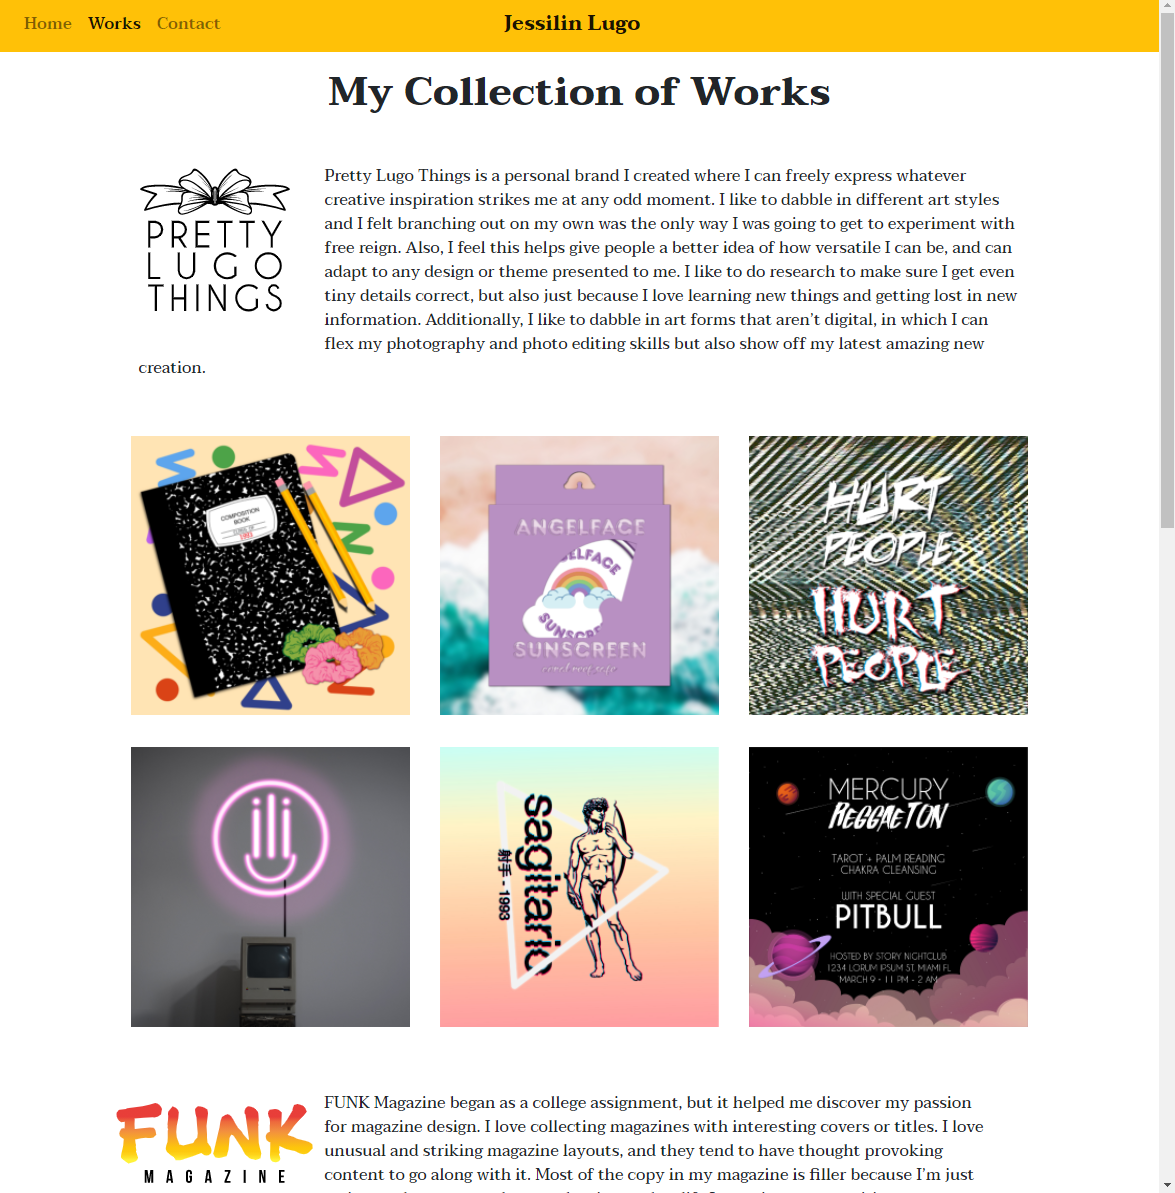 Home Works Contact
Jessilin Lugo
My Collection of Works
PRETTY
LUGO
THINGS
Pretty Lugo Things is a personal brand I created where I can freely express whatever
creative inspiration strikes me at any odd moment. I like to dabble in different art styles
and I felt branching out on my own was the only way I was going to get to experiment with
free reign. Also, I feel this helps give people a better idea of how versatile I can be, and can
adapt to any design or theme presented to me. I like to do research to make sure I get even
tiny details correct, but also just because I love learning new things and getting lost in new
information. Additionally, I like to dabble in art forms that aren't digital, in which I can
flex my photography and photo editing skills but also show off my latest amazing new
creation.
COMPOSITION
BOOK
1993
ANGELFACE
SUNSCREEN
HURT
PEOPLE
HURT
PEOPLE
sagitario
射手 - 1993
MERCURY
REGGAETON
TAROT + PALM READING
CHAKRA CLEANSING
WITH SPECIAL GUEST
PITBULL
HOSTED BY STORY NIGHTCLUB
1234 LORUM IPSUM ST, MIAMI FL
MARCH 9 - 11 PM - 2 AM
FUNK
MAGAZINE
FUNK Magazine began as a college assignment, but it helped me discover my passion
for magazine design. I love collecting magazines with interesting covers or titles. I love
unusual and striking magazine layouts, and they tend to have thought provoking
content to go along with it. Most of the copy in my magazine is filler because I'm just